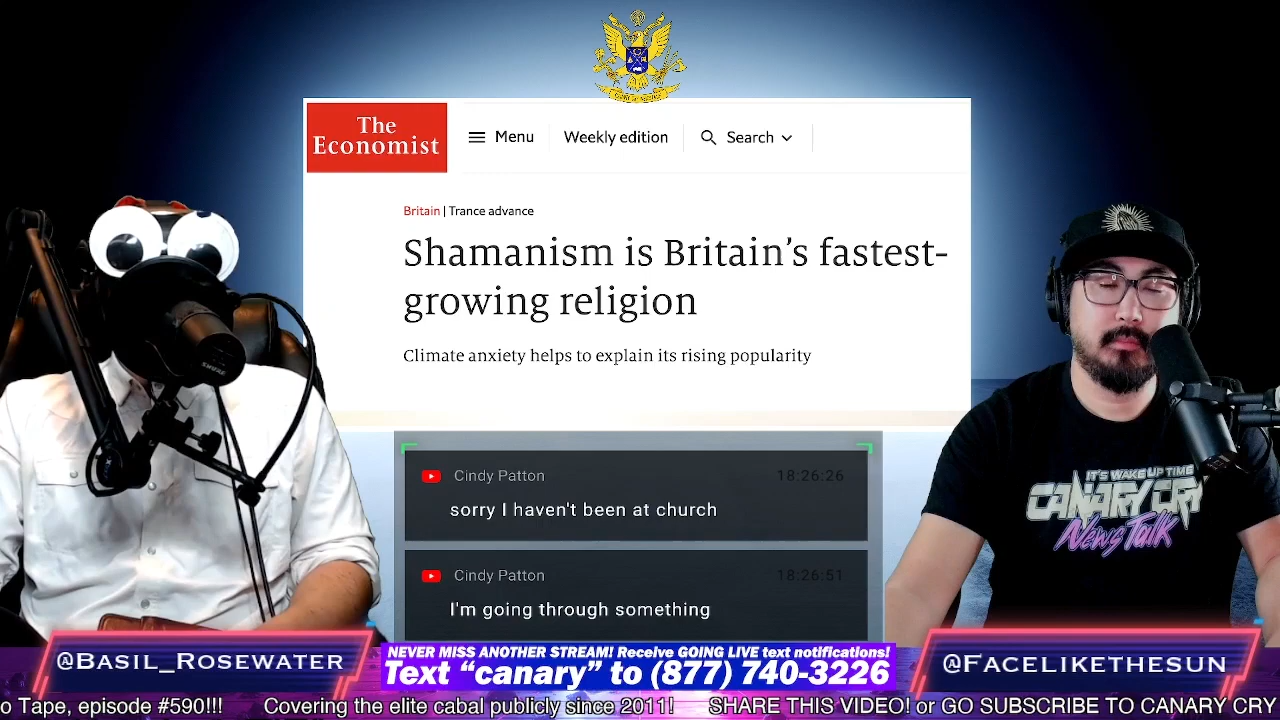 The
Economist
Menu
Weekly edition
Search
Britain | Trance advance
Shamanism is Britain's fastest-
growing religion
Climate anxiety helps to explain its rising popularity
SHURE
IT'S WAKE UP TIME
CANARY CRY
News Talk
Cindy Patton 18:26:26
sorry I haven't been at church
Cindy Patton 18:26:51
I'm going through something
@BASIL_ROSEWATER
NEVER MISS ANOTHER STREAM! Receive GOING LIVE text notifications!
Text “canary” to (877) 740-3226
@FACELIKETHESUN
o Tape, episode #590!!! Covering the elite cabal publicly since 2011! SHARE THIS VIDEO! or GO SUBSCRIBE TO CANARY CRY